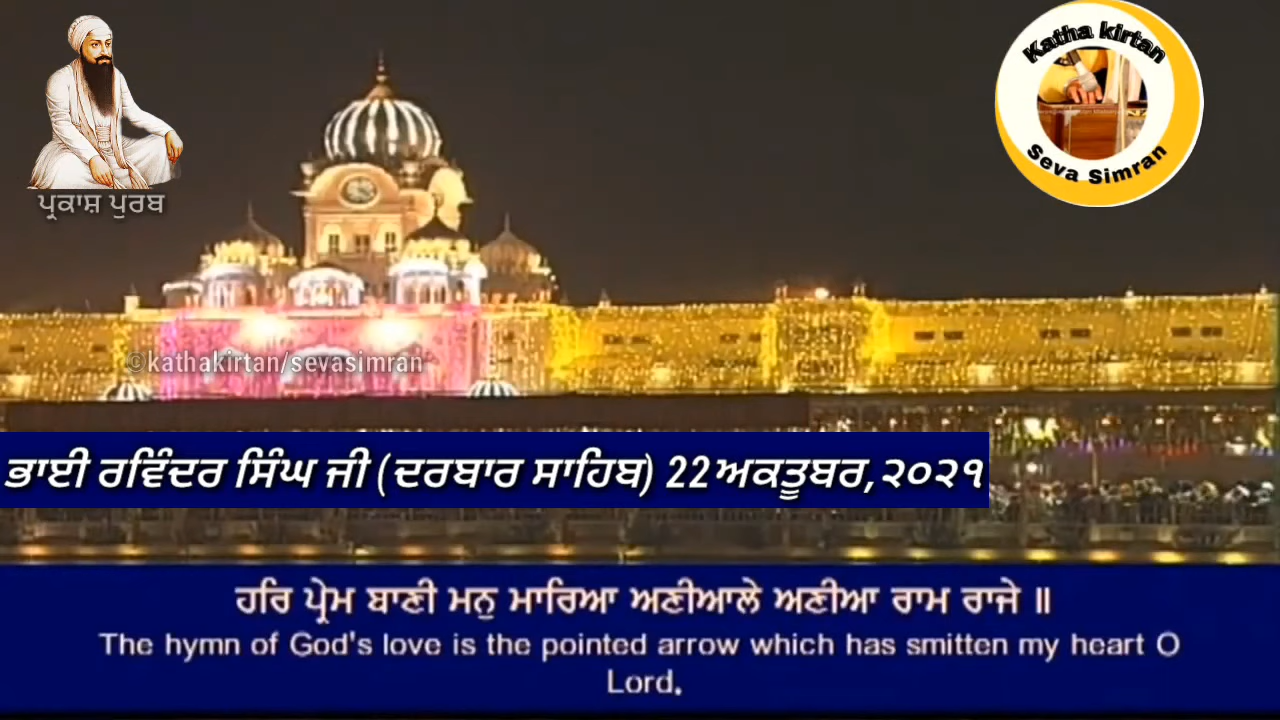 Katha kirtan
Seva Simran
ਪ੍ਰਕਾਸ਼ ਪੁਰਬ
©kathakirtan/sevasimran
ਭਾਈ ਰਵਿੰਦਰ ਸਿੰਘ ਜੀ (ਦਰਬਾਰ ਸਾਹਿਬ) 22ਅਕਤੂਬਰ,੨੦੨੧
ਹਰਿ ਪ੍ਰੇਮ ਬਾਣੀ ਮਨੁ ਮਾਰਿਆ ਅਣੀਆਲੇ ਅਣੀਆ ਰਾਮ ਰਾਜੇ ॥
The hymn of God's love is the pointed arrow which has smitten my heart O
Lord.